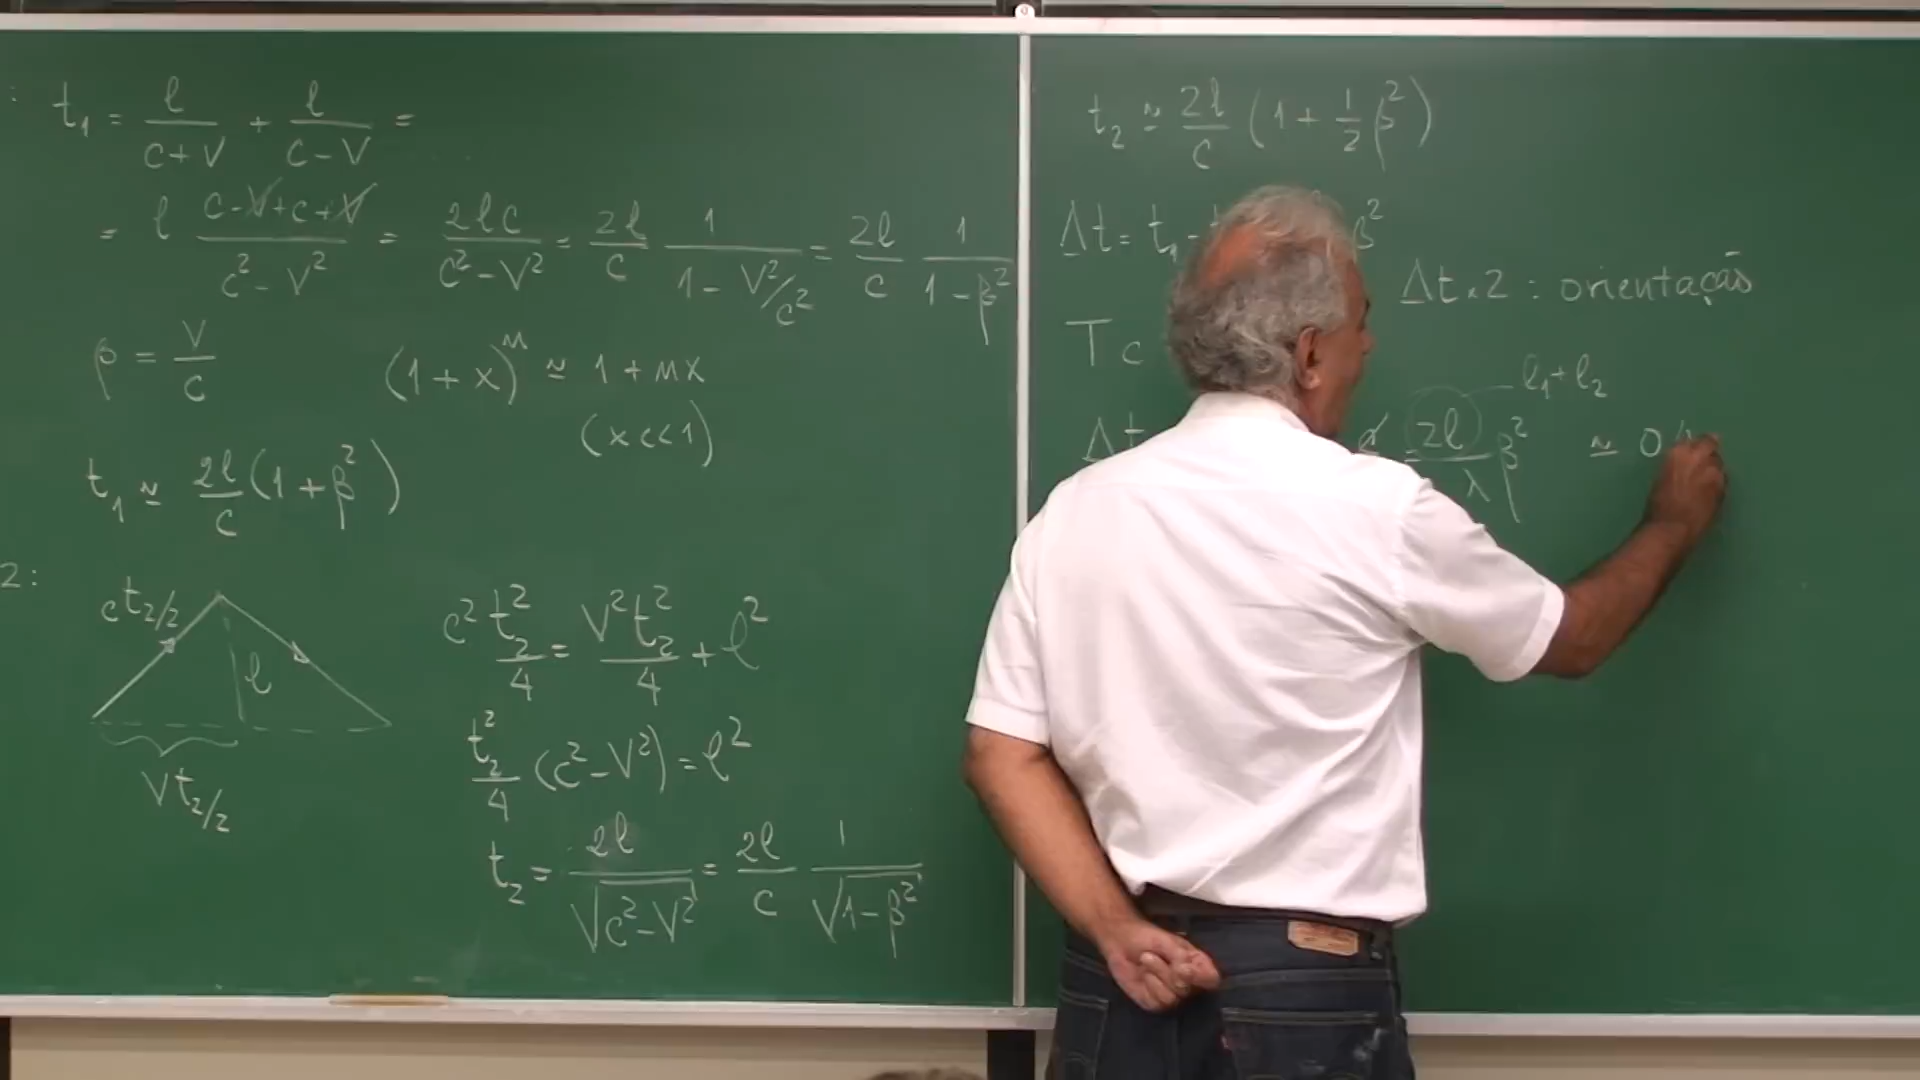 t₁ = l/(c+V) + l/(c-V) =
= l (c-V+c+V)/(c²-V²) = 2lc/(c²-V²) = 2l/c 1/(1-V²/c²) = 2l/c 1/(1-β²)
β = V/c
(1+x)ⁿ ≃ 1+nx
(x<<1)
t₁ ≃ 2l/c (1+β²)
2:
ct₂/2
l
Vt₂/2
c² t₂²/4 = V²t₂²/4 + l²
t₂²/4 (c²-V²) = l²
t₂ = 2l/√(c²-V²) = 2l/c 1/√(1-β²)
t₂ ≃ 2l/c (1 + 1/2 β²)
Δt = t₁ - β²
Δt×2 : orientação
T c
l₁+l₂
Δt 2l/λ β² ≃ 0